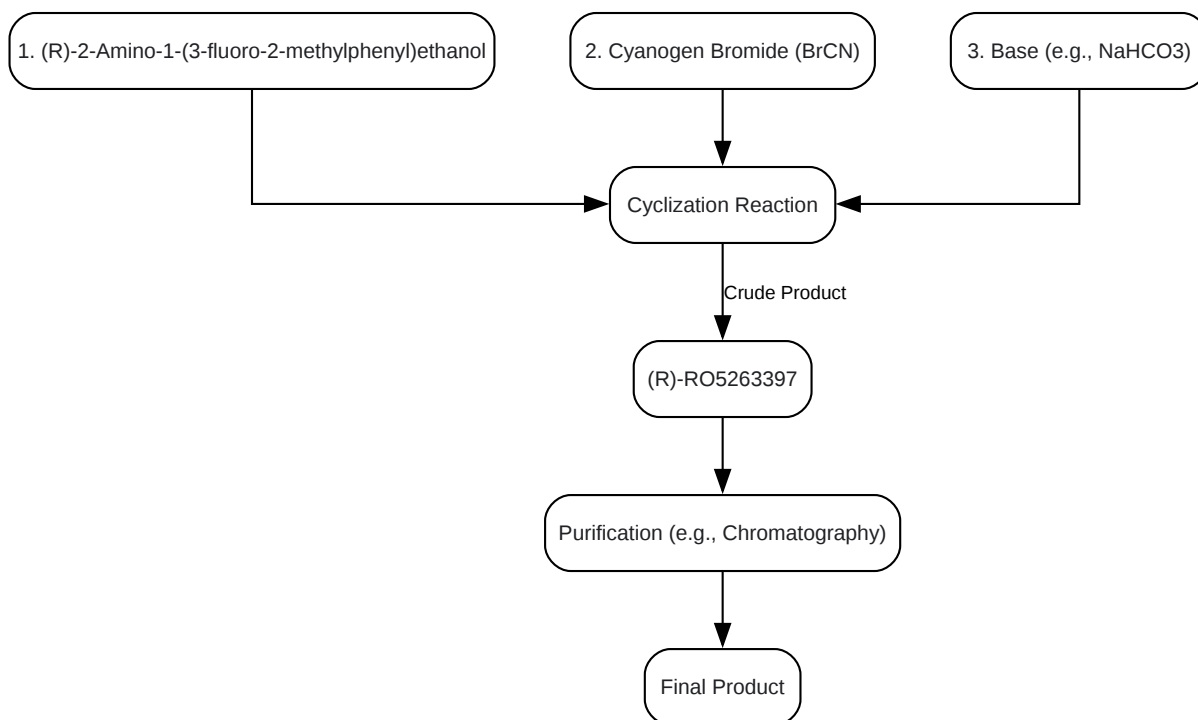 1. (R)-2-Amino-1-(3-fluoro-2-methylphenyl)ethanol
2. Cyanogen Bromide (BrCN)
3. Base (e.g., NaHCO3)
Cyclization Reaction
Crude Product
(R)-RO5263397
Purification (e.g., Chromatography)
Final Product